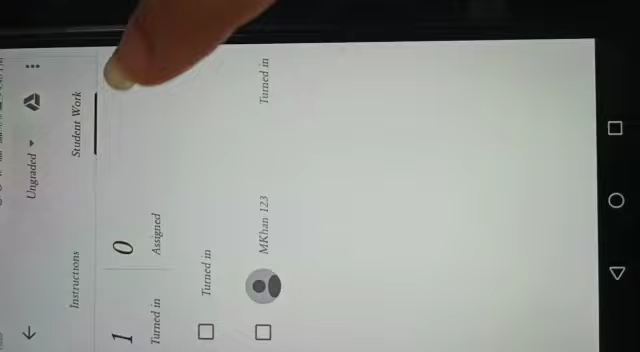 Ungraded
Instructions Student Work
1 0
Turned in Assigned
Turned in
MKhan 123 Turned in